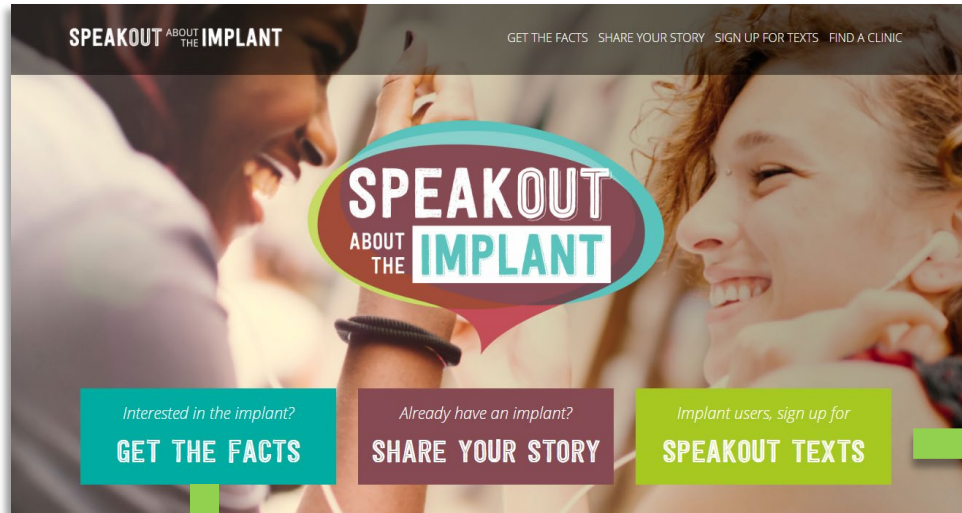 SPEAKOUT ABOUT THE IMPLANT
GET THE FACTS SHARE YOUR STORY SIGN UP FOR TEXTS FIND A CLINIC
SPEAKOUT
ABOUT THE IMPLANT
Interested in the implant?
GET THE FACTS
Already have an implant?
SHARE YOUR STORY
Implant users, sign up for
SPEAKOUT TEXTS